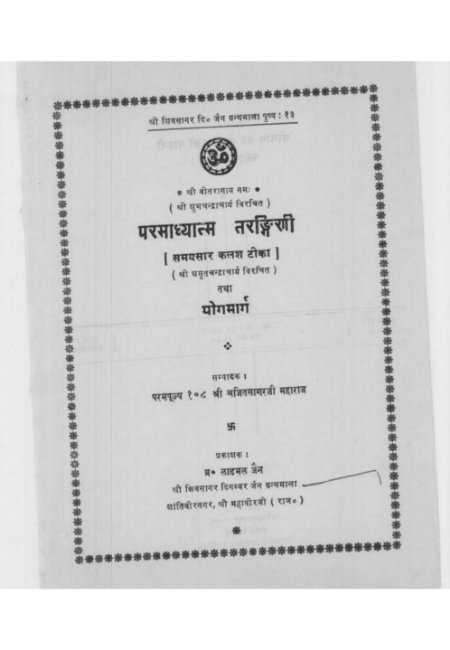 श्री शिवसागर दि० जैन ग्रन्थमाला पुष्प : १३
ॐ
श्री वीतरागाय नमः
( श्री शुभचन्द्राचार्य विरचित )
परमाध्यात्म तरङ्गिणी
[ समयसार कलश टीका ]
( श्री अमृतचन्द्राचार्य विरचित )
तथा
योगमार्ग
सम्पादक :
परमपूज्य १०८ श्री अजितसागरजी महाराज
卐
प्रकाशक :
ब्र० लाडमल जैन
श्री शिवसागर दिगम्बर जैन ग्रन्थमाला
शांतिवीरनगर, श्री महावीरजी ( राज० )